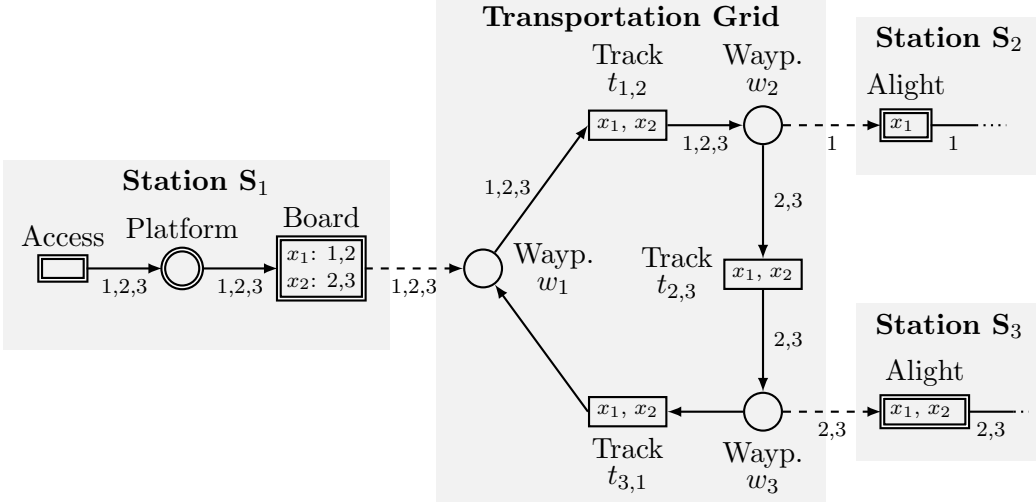 Transportation Grid
Station S₂
Track
t₁,₂
Wayp.
w₂
Alight
x₁, x₂
x₁
1,2,3
1
1
Station S₁
1,2,3
2,3
Access
Platform
Board
x₁: 1,2
x₂: 2,3
1,2,3
1,2,3
1,2,3
Wayp.
w₁
Track
t₂,₃
x₁, x₂
Station S₃
2,3
Alight
x₁, x₂
x₁, x₂
2,3
2,3
Track
t₃,₁
Wayp.
w₃